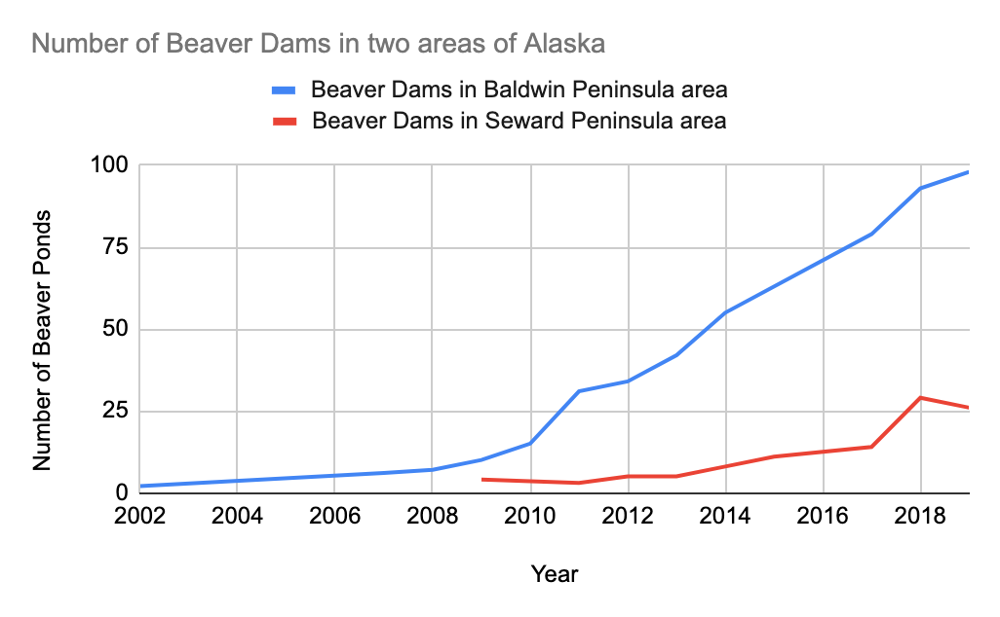 Number of Beaver Dams in two areas of Alaska
Beaver Dams in Baldwin Peninsula area
Beaver Dams in Seward Peninsula area
Number of Beaver Ponds
100
75
50
25
0
2002 2004 2006 2008 2010 2012 2014 2016 2018
Year